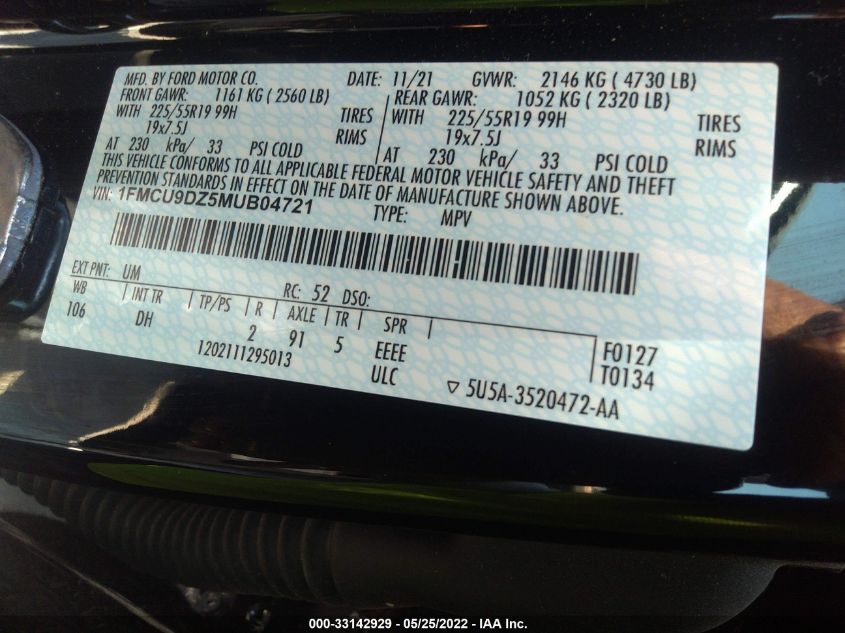 MFD. BY FORD MOTOR CO. DATE: 11/21 GVWR: 2146 KG ( 4730 LB)
FRONT GAWR: 1161 KG ( 2560 LB) REAR GAWR: 1052 KG ( 2320 LB)
WITH 225/55R19 99H TIRES WITH 225/55R19 99H TIRES
19x7.5J RIMS 19x7.5J RIMS
AT 230 kPa/ 33 PSI COLD AT 230 kPa/ 33 PSI COLD
THIS VEHICLE CONFORMS TO ALL APPLICABLE FEDERAL MOTOR VEHICLE SAFETY AND THEFT
PREVENTION STANDARDS IN EFFECT ON THE DATE OF MANUFACTURE SHOWN ABOVE.
VIN: 1FMCU9DZ5MUB04721 TYPE: MPV
EXT PNT: UM RC: 52 DSO:
WB INT TR TP/PS R AXLE TR SPR
106 DH 2 91 5 EEEE F0127
1202111295013 ULC T0134
5U5A-3520472-AA
000-33142929 - 05/25/2022 - IAA Inc.